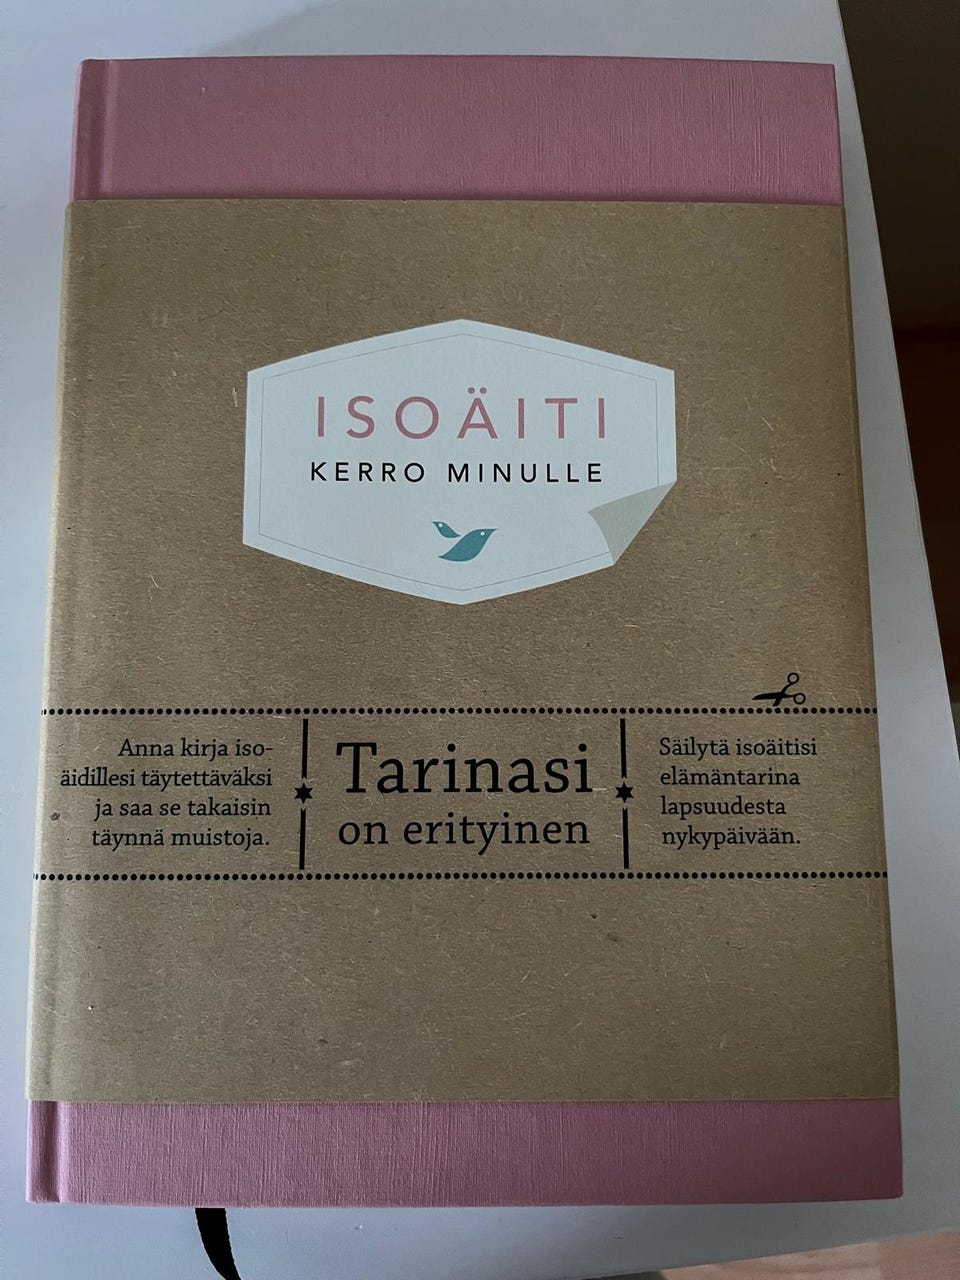 ISOÄITI
KERRO MINULLE
Anna kirja iso-
äidillesi täytettäväksi
ja saa se takaisin
täynnä muistoja.
Tarinasi
on erityinen
Säilytä isoäitisi
elämäntarina
lapsuudesta
nykypäivään.